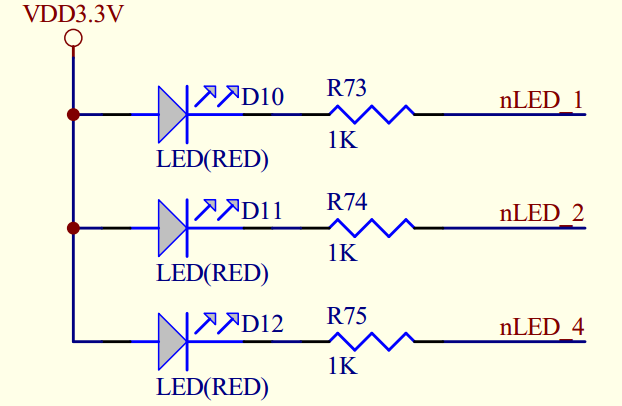 VDD3.3V
D10
R73
nLED_1
LED(RED)
1K
D11
R74
nLED_2
LED(RED)
1K
D12
R75
nLED_4
LED(RED)
1K